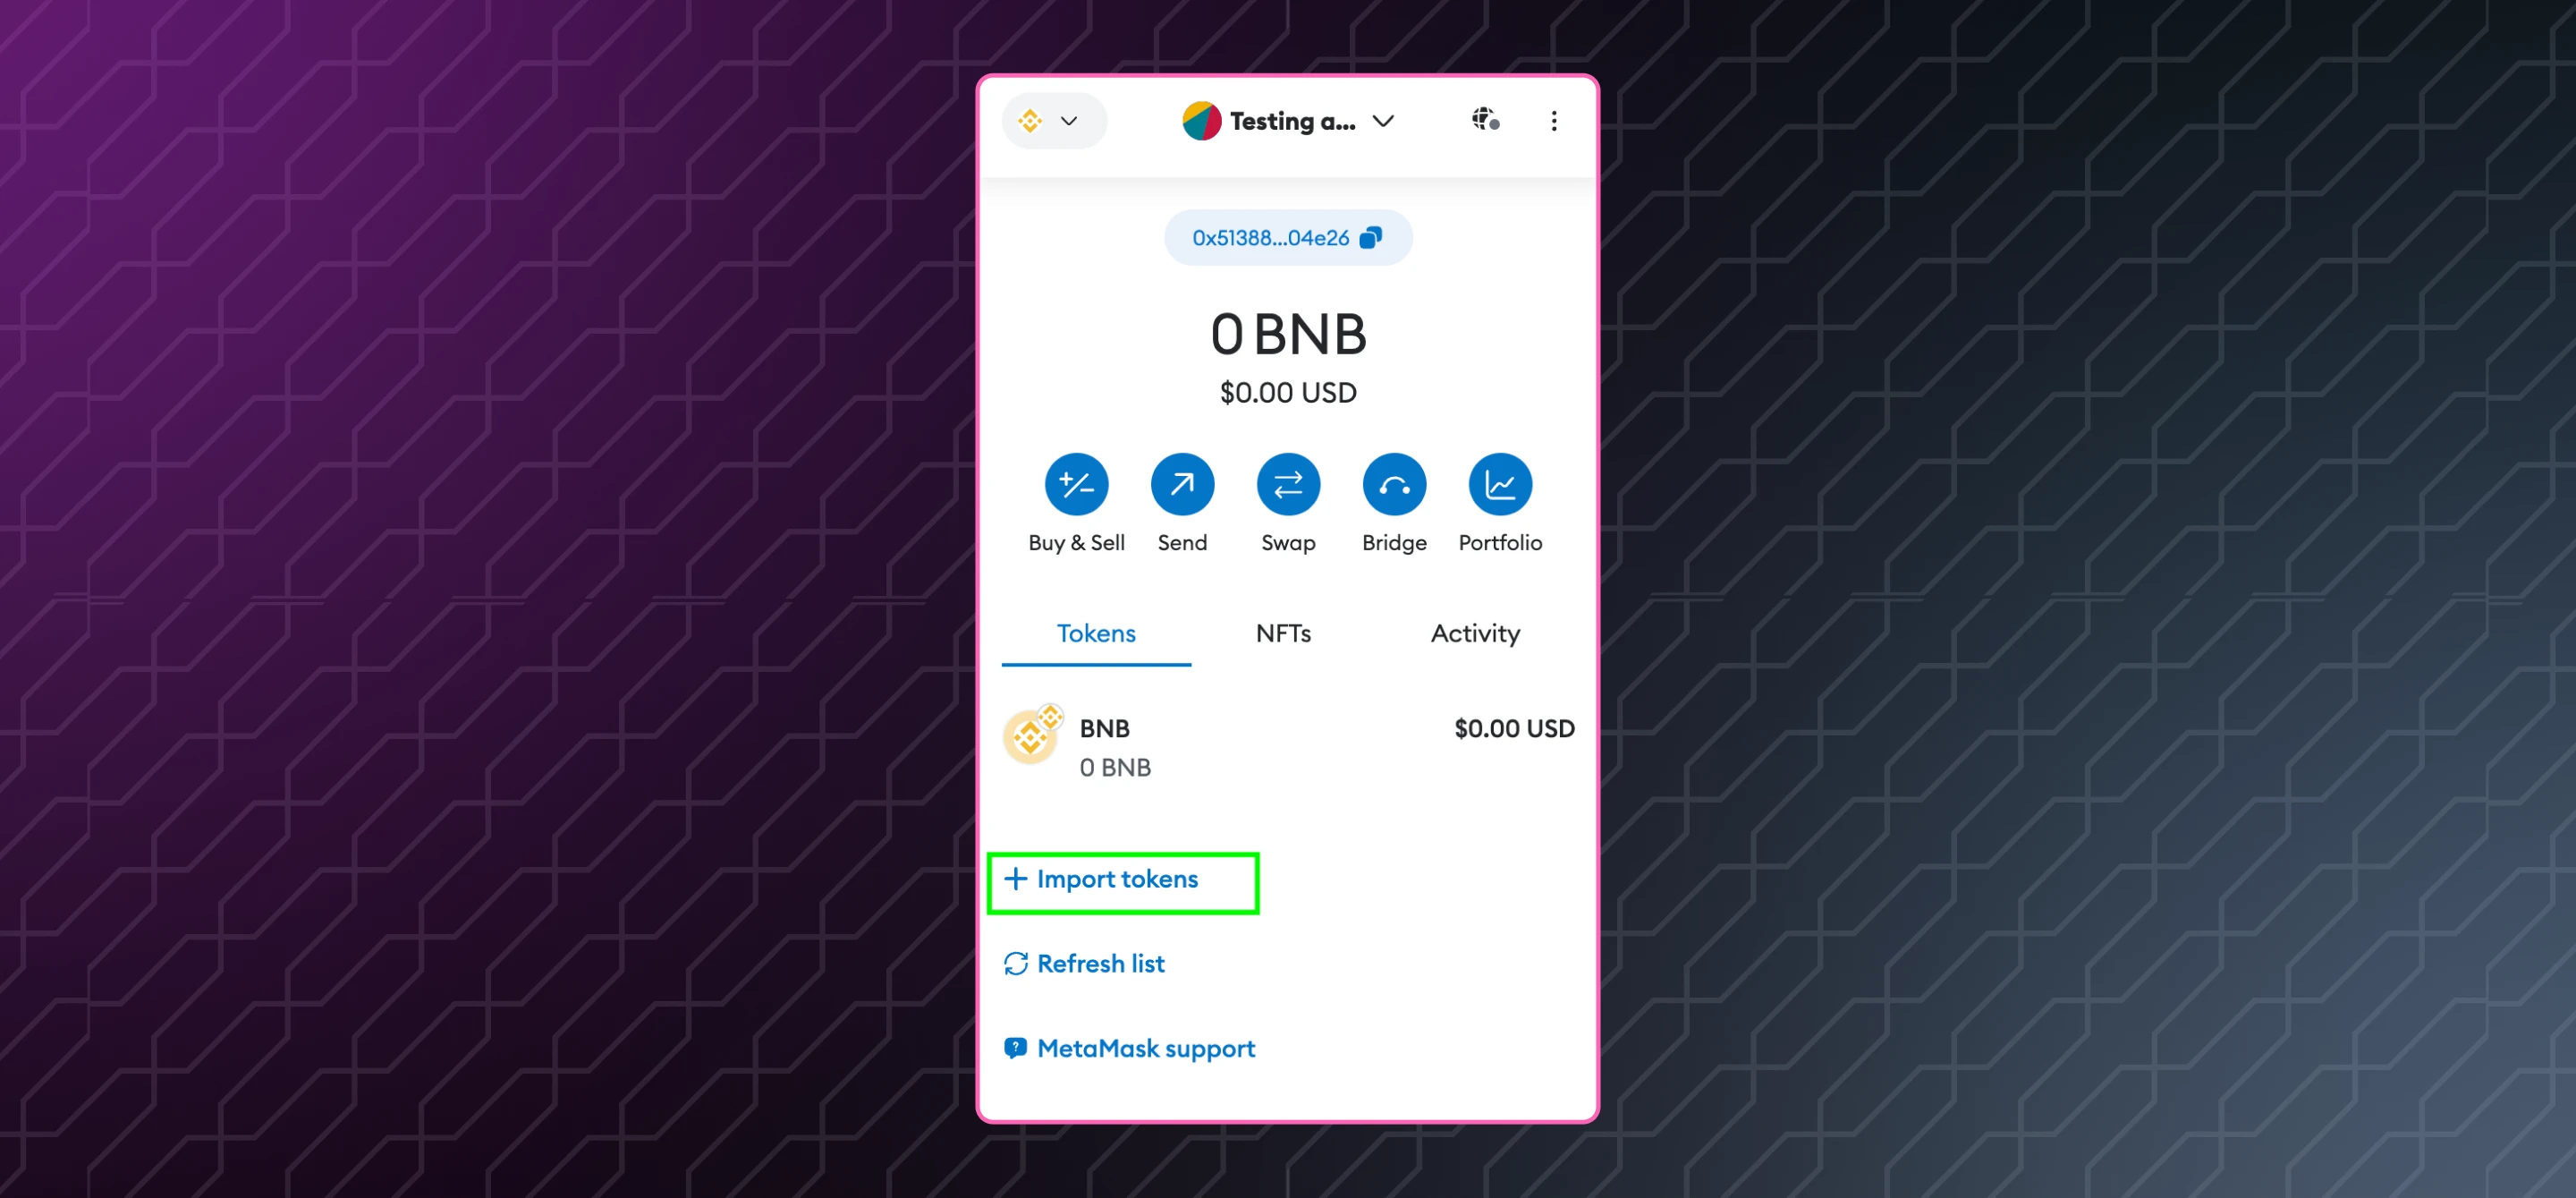 Testing a...
0x51388...04e26
0 BNB
$0.00 USD
Buy & Sell Send Swap Bridge Portfolio
Tokens NFTs Activity
BNB $0.00 USD
0 BNB
Import tokens
Refresh list
MetaMask support